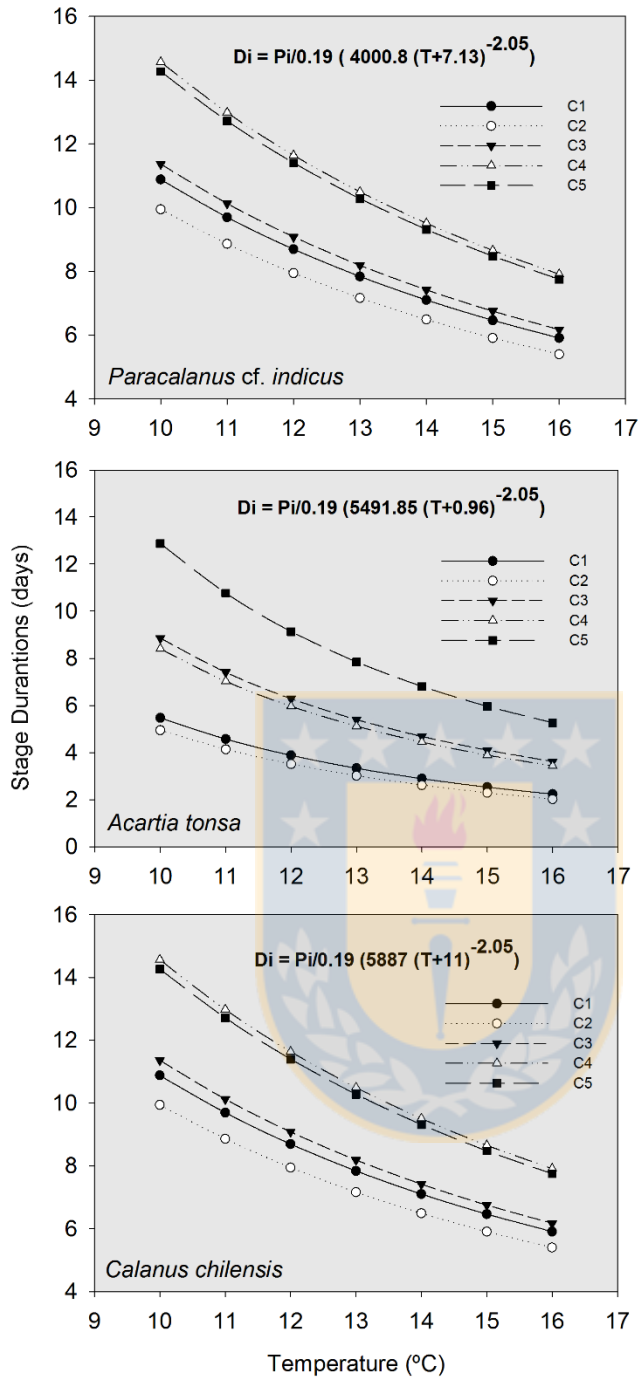 16
Di = Pi/0.19 ( 4000.8 (T+7.13)^-2.05)
14
C1
C2
12
C3
C4
C5
10
8
6
Paracalanus cf. indicus
4
9 10 11 12 13 14 15 16 17
16
Di = Pi/0.19 (5491.85 (T+0.96)^-2.05)
14
C1
12
C2
C3
10
C4
C5
8
6
4
2
Acartia tonsa
0
9 10 11 12 13 14 15 16 17
Stage Durantions (days)
16
Di = Pi/0.19 (5887 (T+11)^-2.05)
14
C1
12
C2
C3
C4
10
C5
8
6
Calanus chilensis
4
9 10 11 12 13 14 15 16 17
Temperature (ºC)